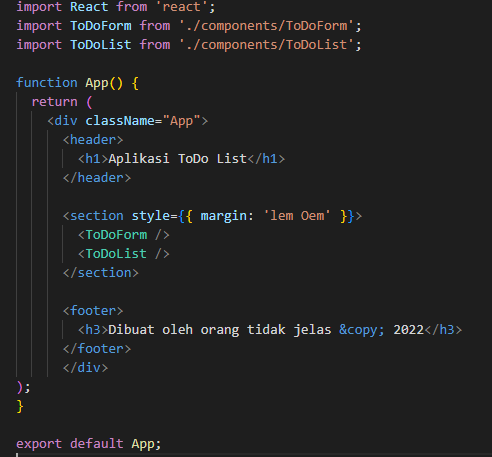 import React from 'react';
import ToDoForm from './components/ToDoForm';
import ToDoList from './components/ToDoList';

function App() {
  return (
    <div className="App">
      <header>
        <h1>Aplikasi ToDo List</h1>
      </header>

      <section style={{ margin: 'lem Oem' }}>
        <ToDoForm />
        <ToDoList />
      </section>

      <footer>
        <h3>Dibuat oleh orang tidak jelas &copy; 2022</h3>
      </footer>
      </div>
);
}

export default App;